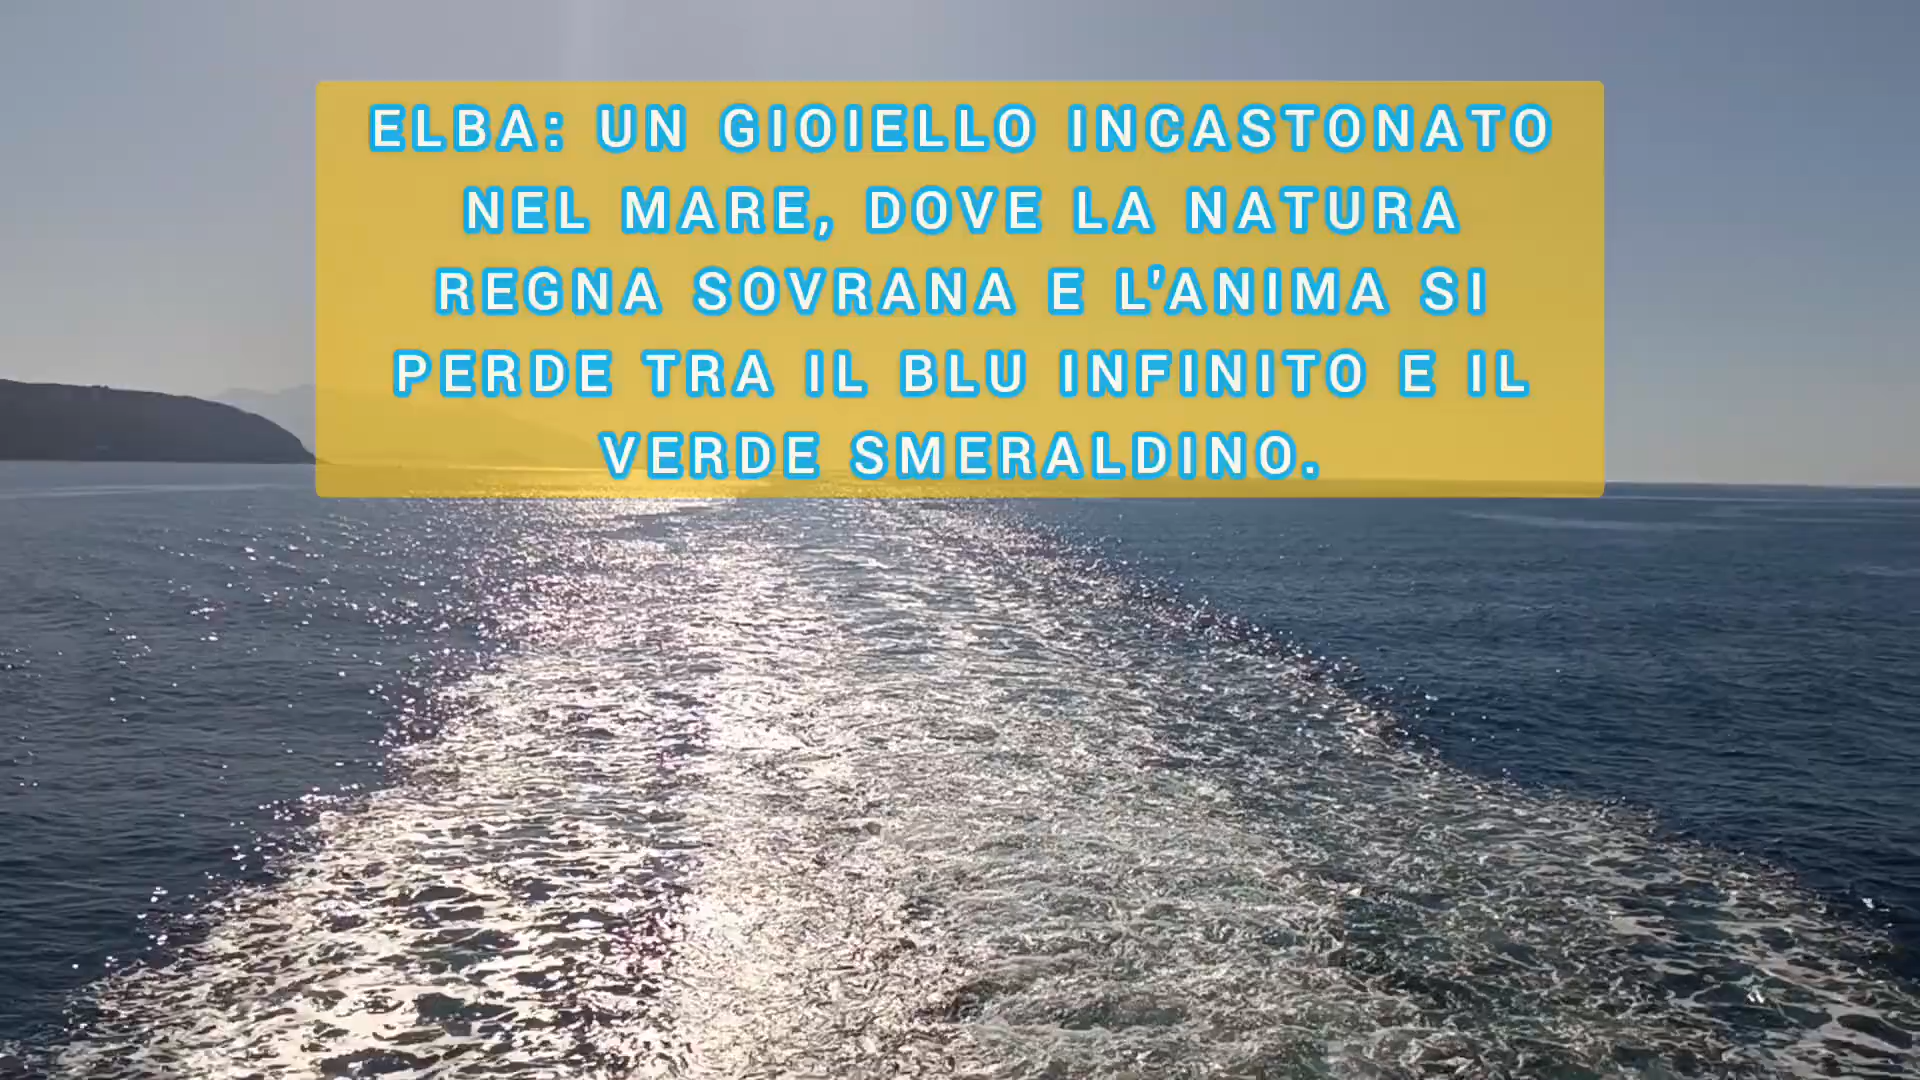 ELBA: UN GIOIELLO INCASTONATO
NEL MARE, DOVE LA NATURA
REGNA SOVRANA E L'ANIMA SI
PERDE TRA IL BLU INFINITO E IL
VERDE SMERALDINO.